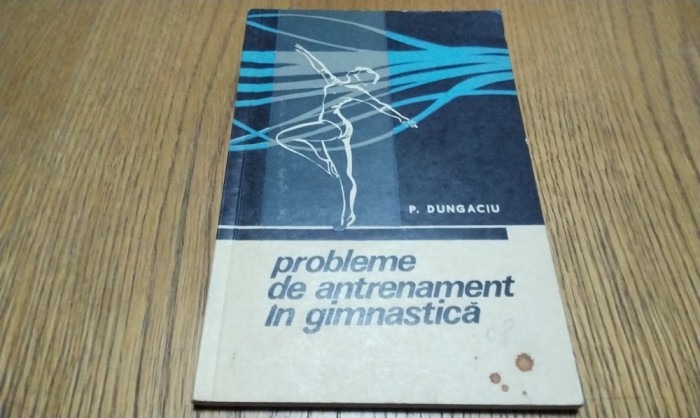 P. DUNGACIU
probleme
de antrenament
în gimnastică